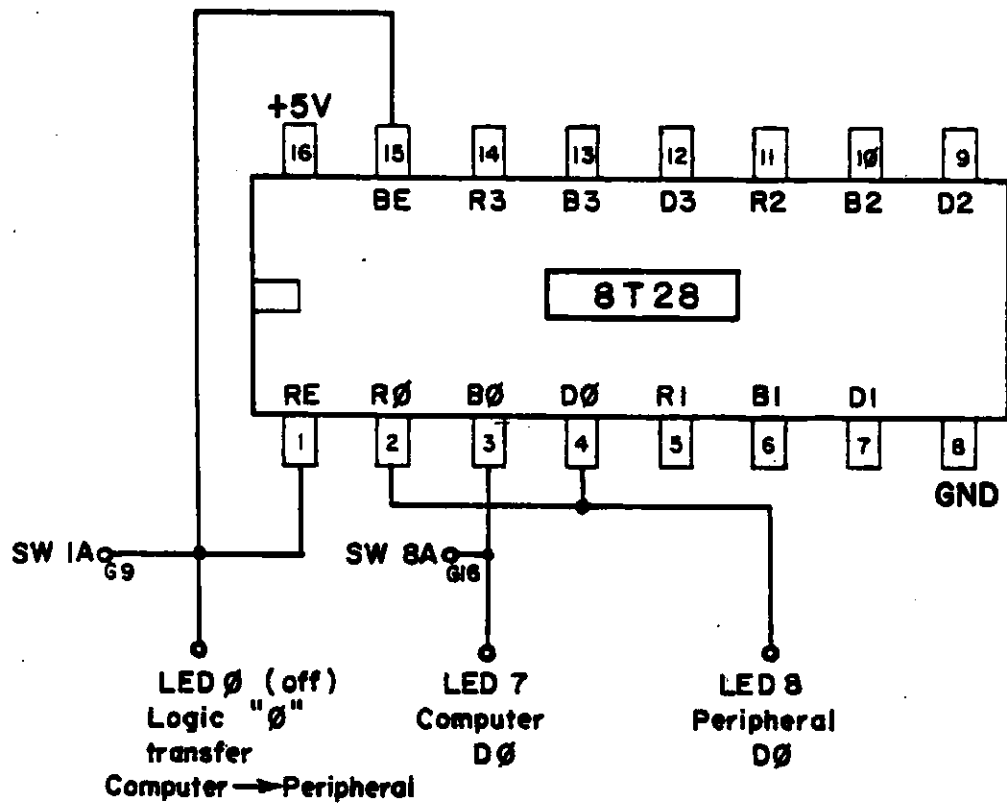 +5V
16 15 14 13 12 11 1Ø 9
BE R3 B3 D3 R2 B2 D2
8T28
RE RØ BØ DØ R1 B1 D1
1 2 3 4 5 6 7 8
GND
SW 1A G9
SW 8A G16
LED Ø (off)
Logic "Ø"
transfer
Computer → Peripheral
LED 7
Computer
DØ
LED 8
Peripheral
DØ